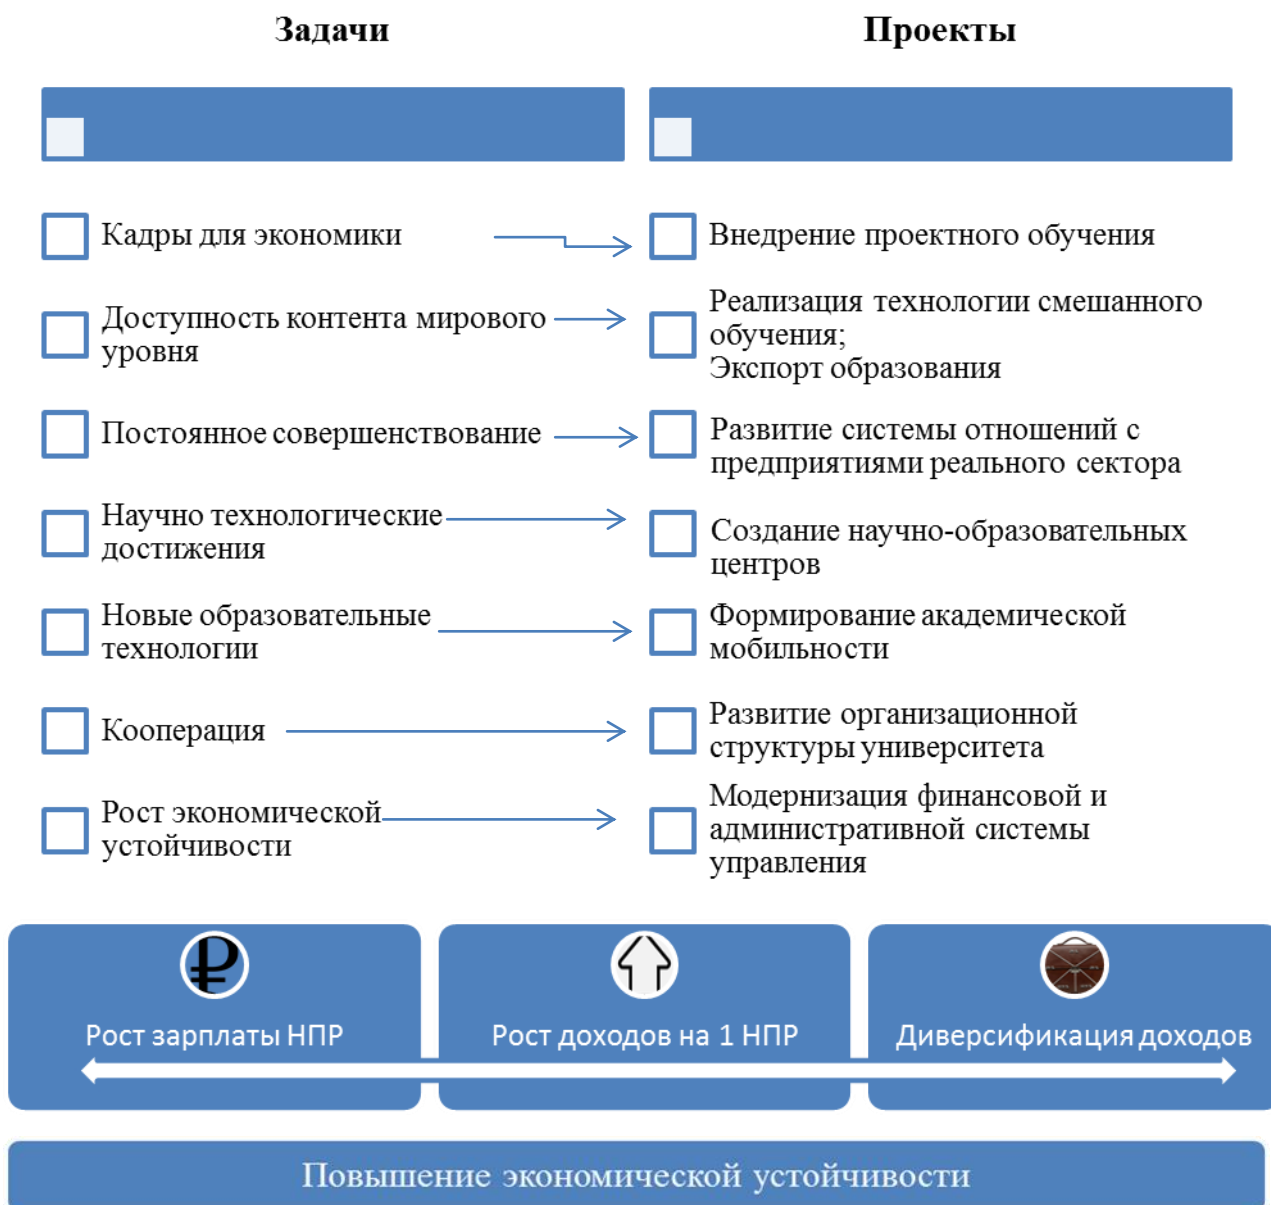 Задачи
Проекты
Кадры для экономики
Внедрение проектного обучения
Доступность контента мирового
уровня
Реализация технологии смешанного
обучения;
Экспорт образования
Постоянное совершенствование
Развитие системы отношений с
предприятиями реального сектора
Научно технологические
достижения
Создание научно-образовательных
центров
Новые образовательные
технологии
Формирование академической
мобильности
Кооперация
Развитие организационной
структуры университета
Рост экономической
устойчивости
Модернизация финансовой и
административной системы
управления
Рост зарплаты НПР
Рост доходов на 1 НПР
Диверсификация доходов
Повышение экономической устойчивости